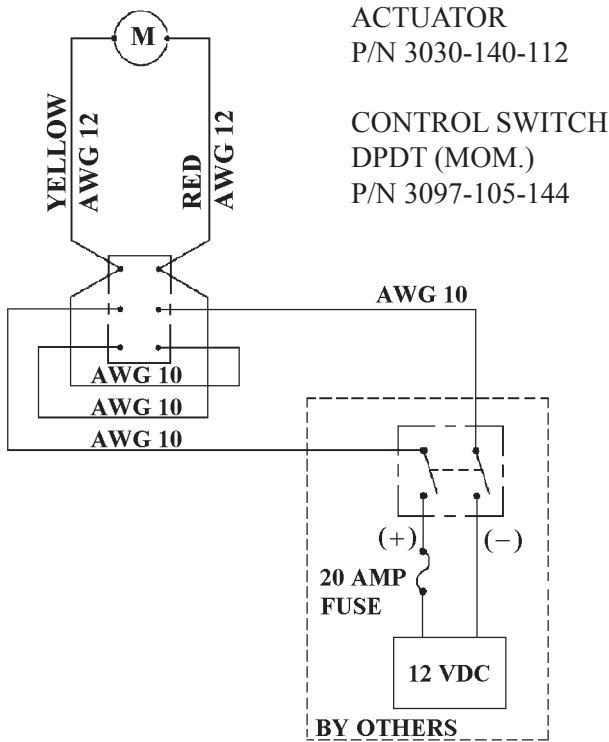 M
ACTUATOR
P/N 3030-140-112
CONTROL SWITCH
DPDT (MOM.)
P/N 3097-105-144
YELLOW
AWG 12
RED
AWG 12
AWG 10
AWG 10
AWG 10
AWG 10
(+)
(−)
20 AMP
FUSE
12 VDC
BY OTHERS